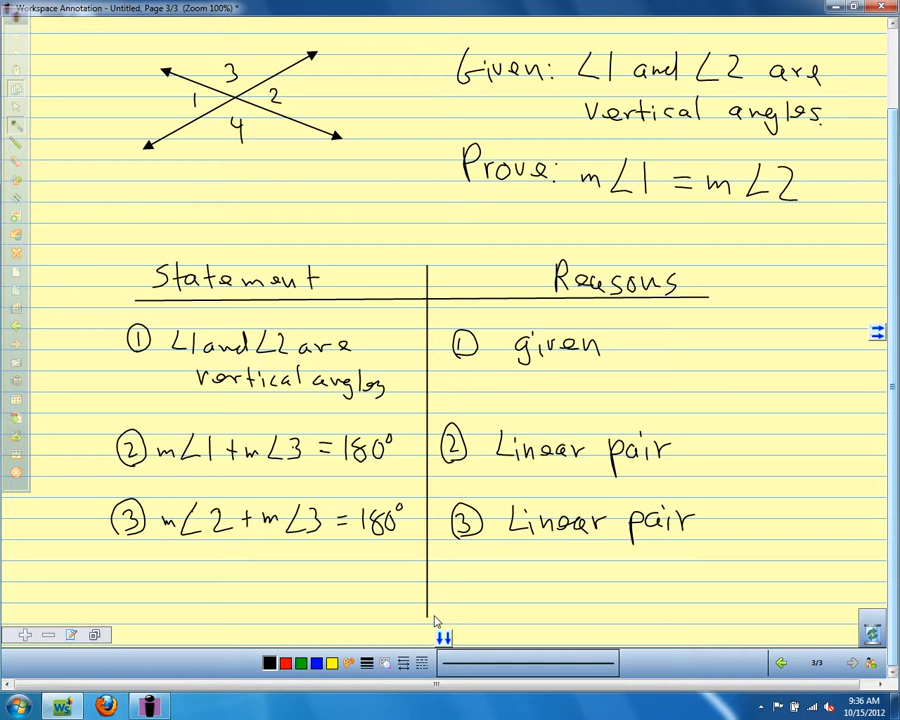 Workspace Annotation - Untitled, Page 3/3 (Zoom 100%) *
3
1
2
4
Given: ∠1 and ∠2 are
vertical angles.
Prove: m∠1 = m∠2
Statement
Reasons
① ∠1 and ∠2 are
vertical angles
① given
② m∠1 + m∠3 = 180°
② Linear pair
③ m∠2 + m∠3 = 180°
③ Linear pair
3/3
9:36 AM
10/15/2012